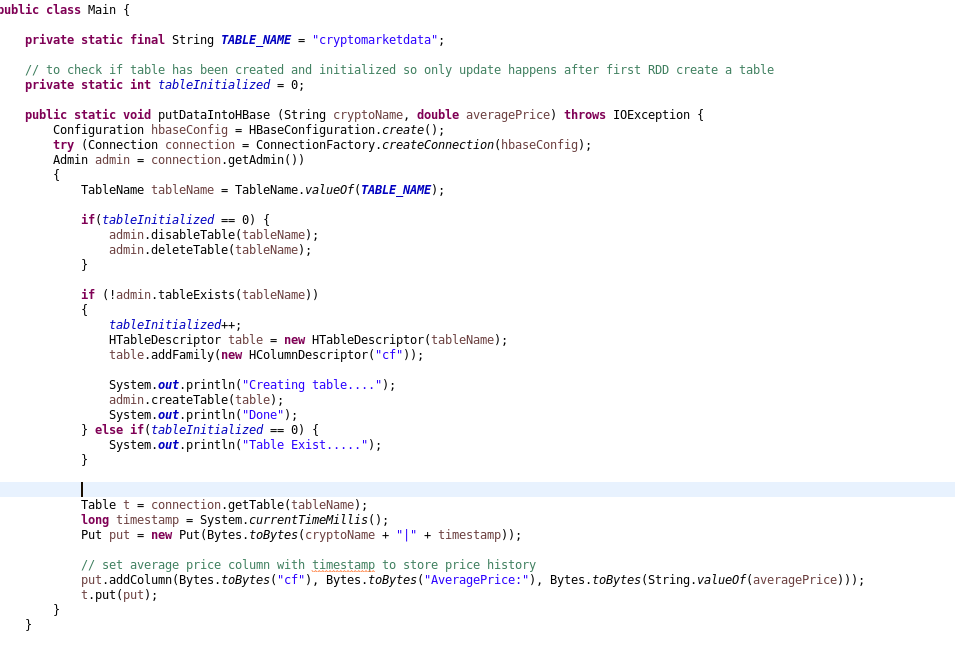 public class Main {
private static final String TABLE_NAME = "cryptomarketdata";
// to check if table has been created and initialized so only update happens after first RDD create a table
private static int tableInitialized = 0;
public static void putDataIntoHBase (String cryptoName, double averagePrice) throws IOException {
Configuration hbaseConfig = HBaseConfiguration.create();
try (Connection connection = ConnectionFactory.createConnection(hbaseConfig);
Admin admin = connection.getAdmin())
{
TableName tableName = TableName.valueOf(TABLE_NAME);
if(tableInitialized == 0) {
admin.disableTable(tableName);
admin.deleteTable(tableName);
}
if (!admin.tableExists(tableName))
{
tableInitialized++;
HTableDescriptor table = new HTableDescriptor(tableName);
table.addFamily(new HColumnDescriptor("cf"));
System.out.println("Creating table....");
admin.createTable(table);
System.out.println("Done");
} else if(tableInitialized == 0) {
System.out.println("Table Exist.....");
}
Table t = connection.getTable(tableName);
long timestamp = System.currentTimeMillis();
Put put = new Put(Bytes.toBytes(cryptoName + "|" + timestamp));
// set average price column with timestamp to store price history
put.addColumn(Bytes.toBytes("cf"), Bytes.toBytes("AveragePrice:"), Bytes.toBytes(String.valueOf(averagePrice)));
t.put(put);
}
}